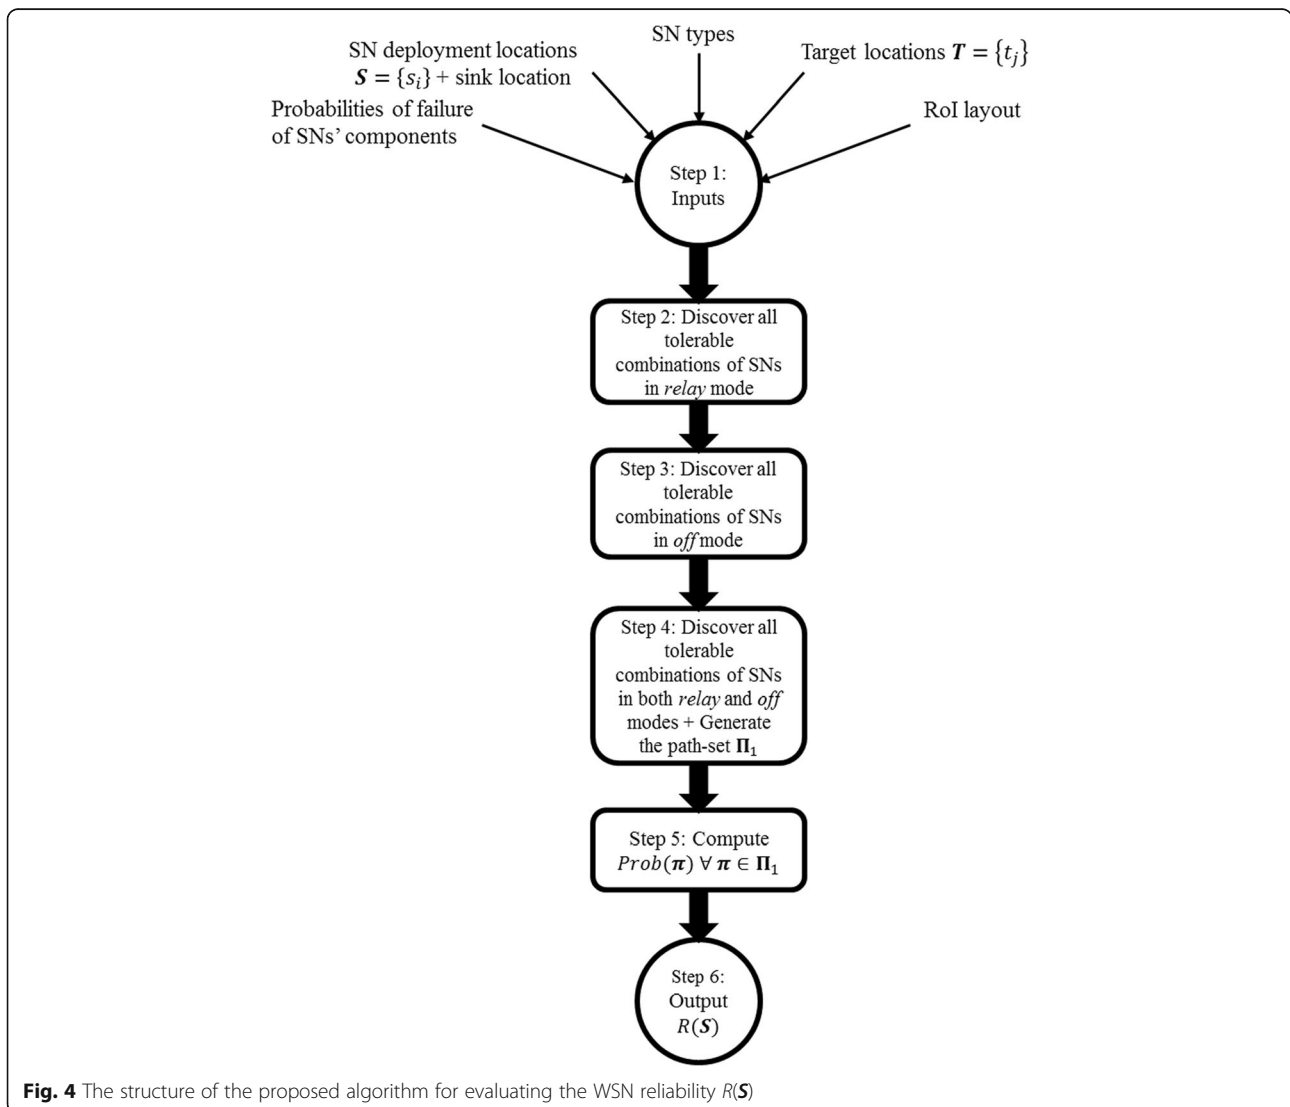 SN types
SN deployment locations
𝑺 = {𝑠ᵢ} + sink location
Target locations 𝑻 = {𝑡ⱼ}
Probabilities of failure
of SNs' components
RoI layout
Step 1:
Inputs
Step 2: Discover all
tolerable
combinations of SNs
in relay mode
Step 3: Discover all
tolerable
combinations of SNs
in off mode
Step 4: Discover all
tolerable
combinations of SNs
in both relay and off
modes + Generate
the path-set 𝚷₁
Step 5: Compute
𝑃𝑟𝑜𝑏(𝝅) ∀ 𝝅 ∈ 𝚷₁
Step 6:
Output
𝑅(𝑺)
Fig. 4 The structure of the proposed algorithm for evaluating the WSN reliability R(S)